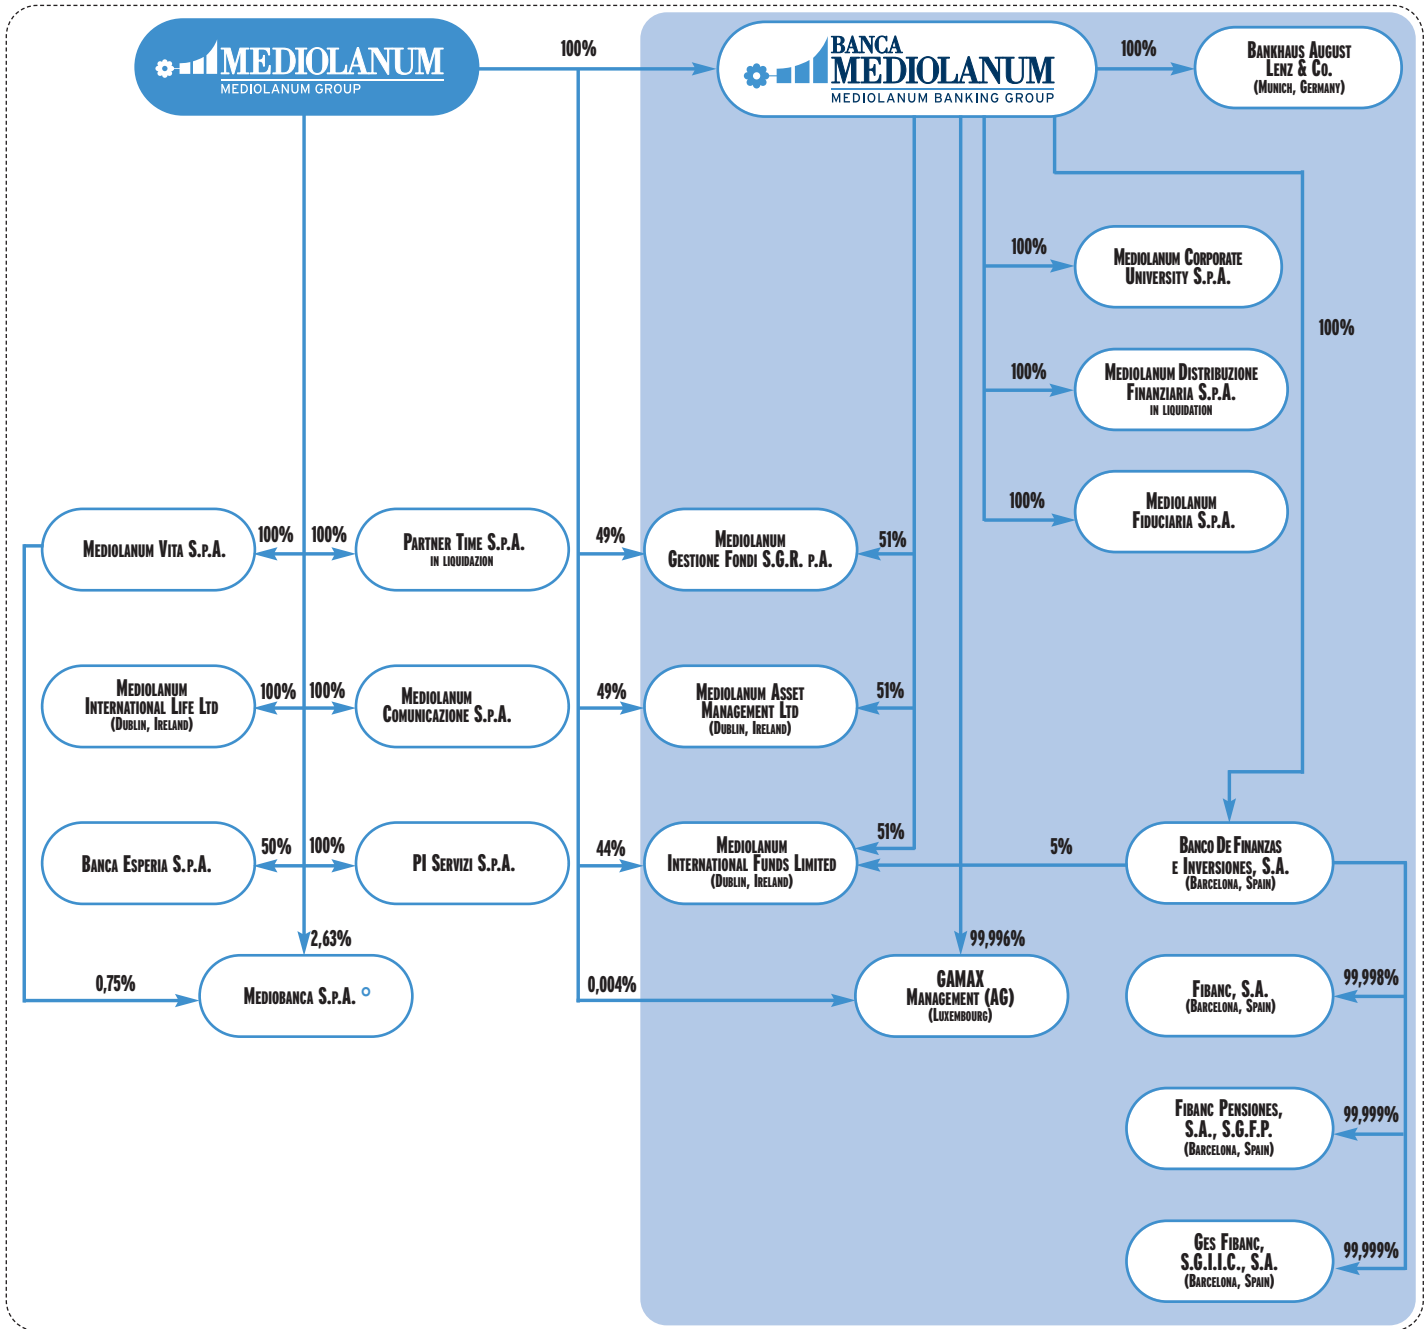 MEDIOLANUM
MEDIOLANUM GROUP
100%
BANCA
MEDIOLANUM
MEDIOLANUM BANKING GROUP
100%
BANKHAUS AUGUST
LENZ & CO.
(MUNICH, GERMANY)
100%
MEDIOLANUM CORPORATE
UNIVERSITY S.P.A.
100%
100%
MEDIOLANUM DISTRIBUZIONE
FINANZIARIA S.P.A.
IN LIQUIDATION
100%
MEDIOLANUM
FIDUCIARIA S.P.A.
MEDIOLANUM VITA S.P.A.
100%
100%
PARTNER TIME S.P.A.
IN LIQUIDAZION
49%
MEDIOLANUM
GESTIONE FONDI S.G.R. P.A.
51%
MEDIOLANUM
INTERNATIONAL LIFE LTD
(DUBLIN, IRELAND)
100%
100%
MEDIOLANUM
COMUNICAZIONE S.P.A.
49%
MEDIOLANUM ASSET
MANAGEMENT LTD
(DUBLIN, IRELAND)
51%
BANCA ESPERIA S.P.A.
50%
100%
PI SERVIZI S.P.A.
44%
MEDIOLANUM
INTERNATIONAL FUNDS LIMITED
(DUBLIN, IRELAND)
51%
5%
BANCO DE FINANZAS
E INVERSIONES, S.A.
(BARCELONA, SPAIN)
2,63%
99,996%
0,75%
MEDIOBANCA S.P.A. °
0,004%
GAMAX
MANAGEMENT (AG)
(LUXEMBOURG)
FIBANC, S.A.
(BARCELONA, SPAIN)
99,998%
FIBANC PENSIONES,
S.A., S.G.F.P.
(BARCELONA, SPAIN)
99,999%
GES FIBANC,
S.G.I.I.C., S.A.
(BARCELONA, SPAIN)
99,999%